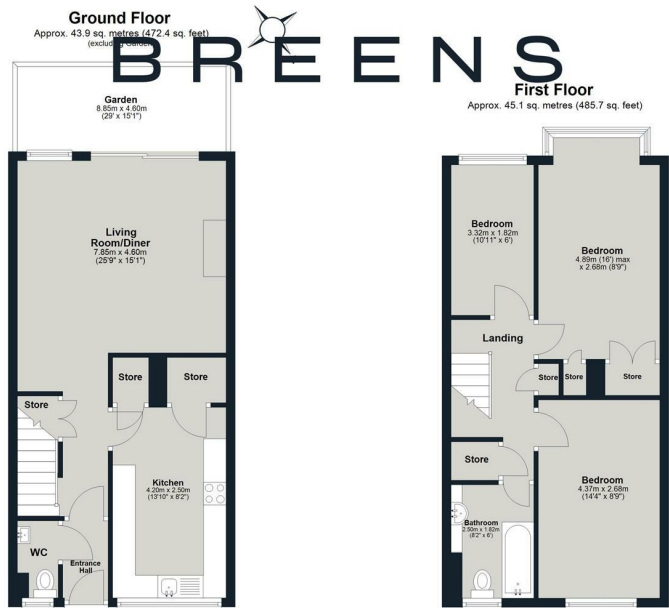 Ground Floor
Approx. 43.9 sq. metres (472.4 sq. feet)
(excluding Garden)
BREENS
Garden
8.85m x 4.60m
(29' x 15'1")
Living
Room/Diner
7.85m x 4.60m
(25'9" x 15'1")
Store
Store
Store
Kitchen
4.20m x 2.50m
(13'10" x 8'2")
WC
Entrance
Hall
First Floor
Approx. 45.1 sq. metres (485.7 sq. feet)
Bedroom
3.32m x 1.82m
(10'11" x 6')
Bedroom
4.89m (16') max
x 2.68m (8'9")
Landing
Store
Store
Store
Store
Bedroom
4.37m x 2.68m
(14'4" x 8'9")
Bathroom
2.50m x 1.82m
(8'2" x 6')